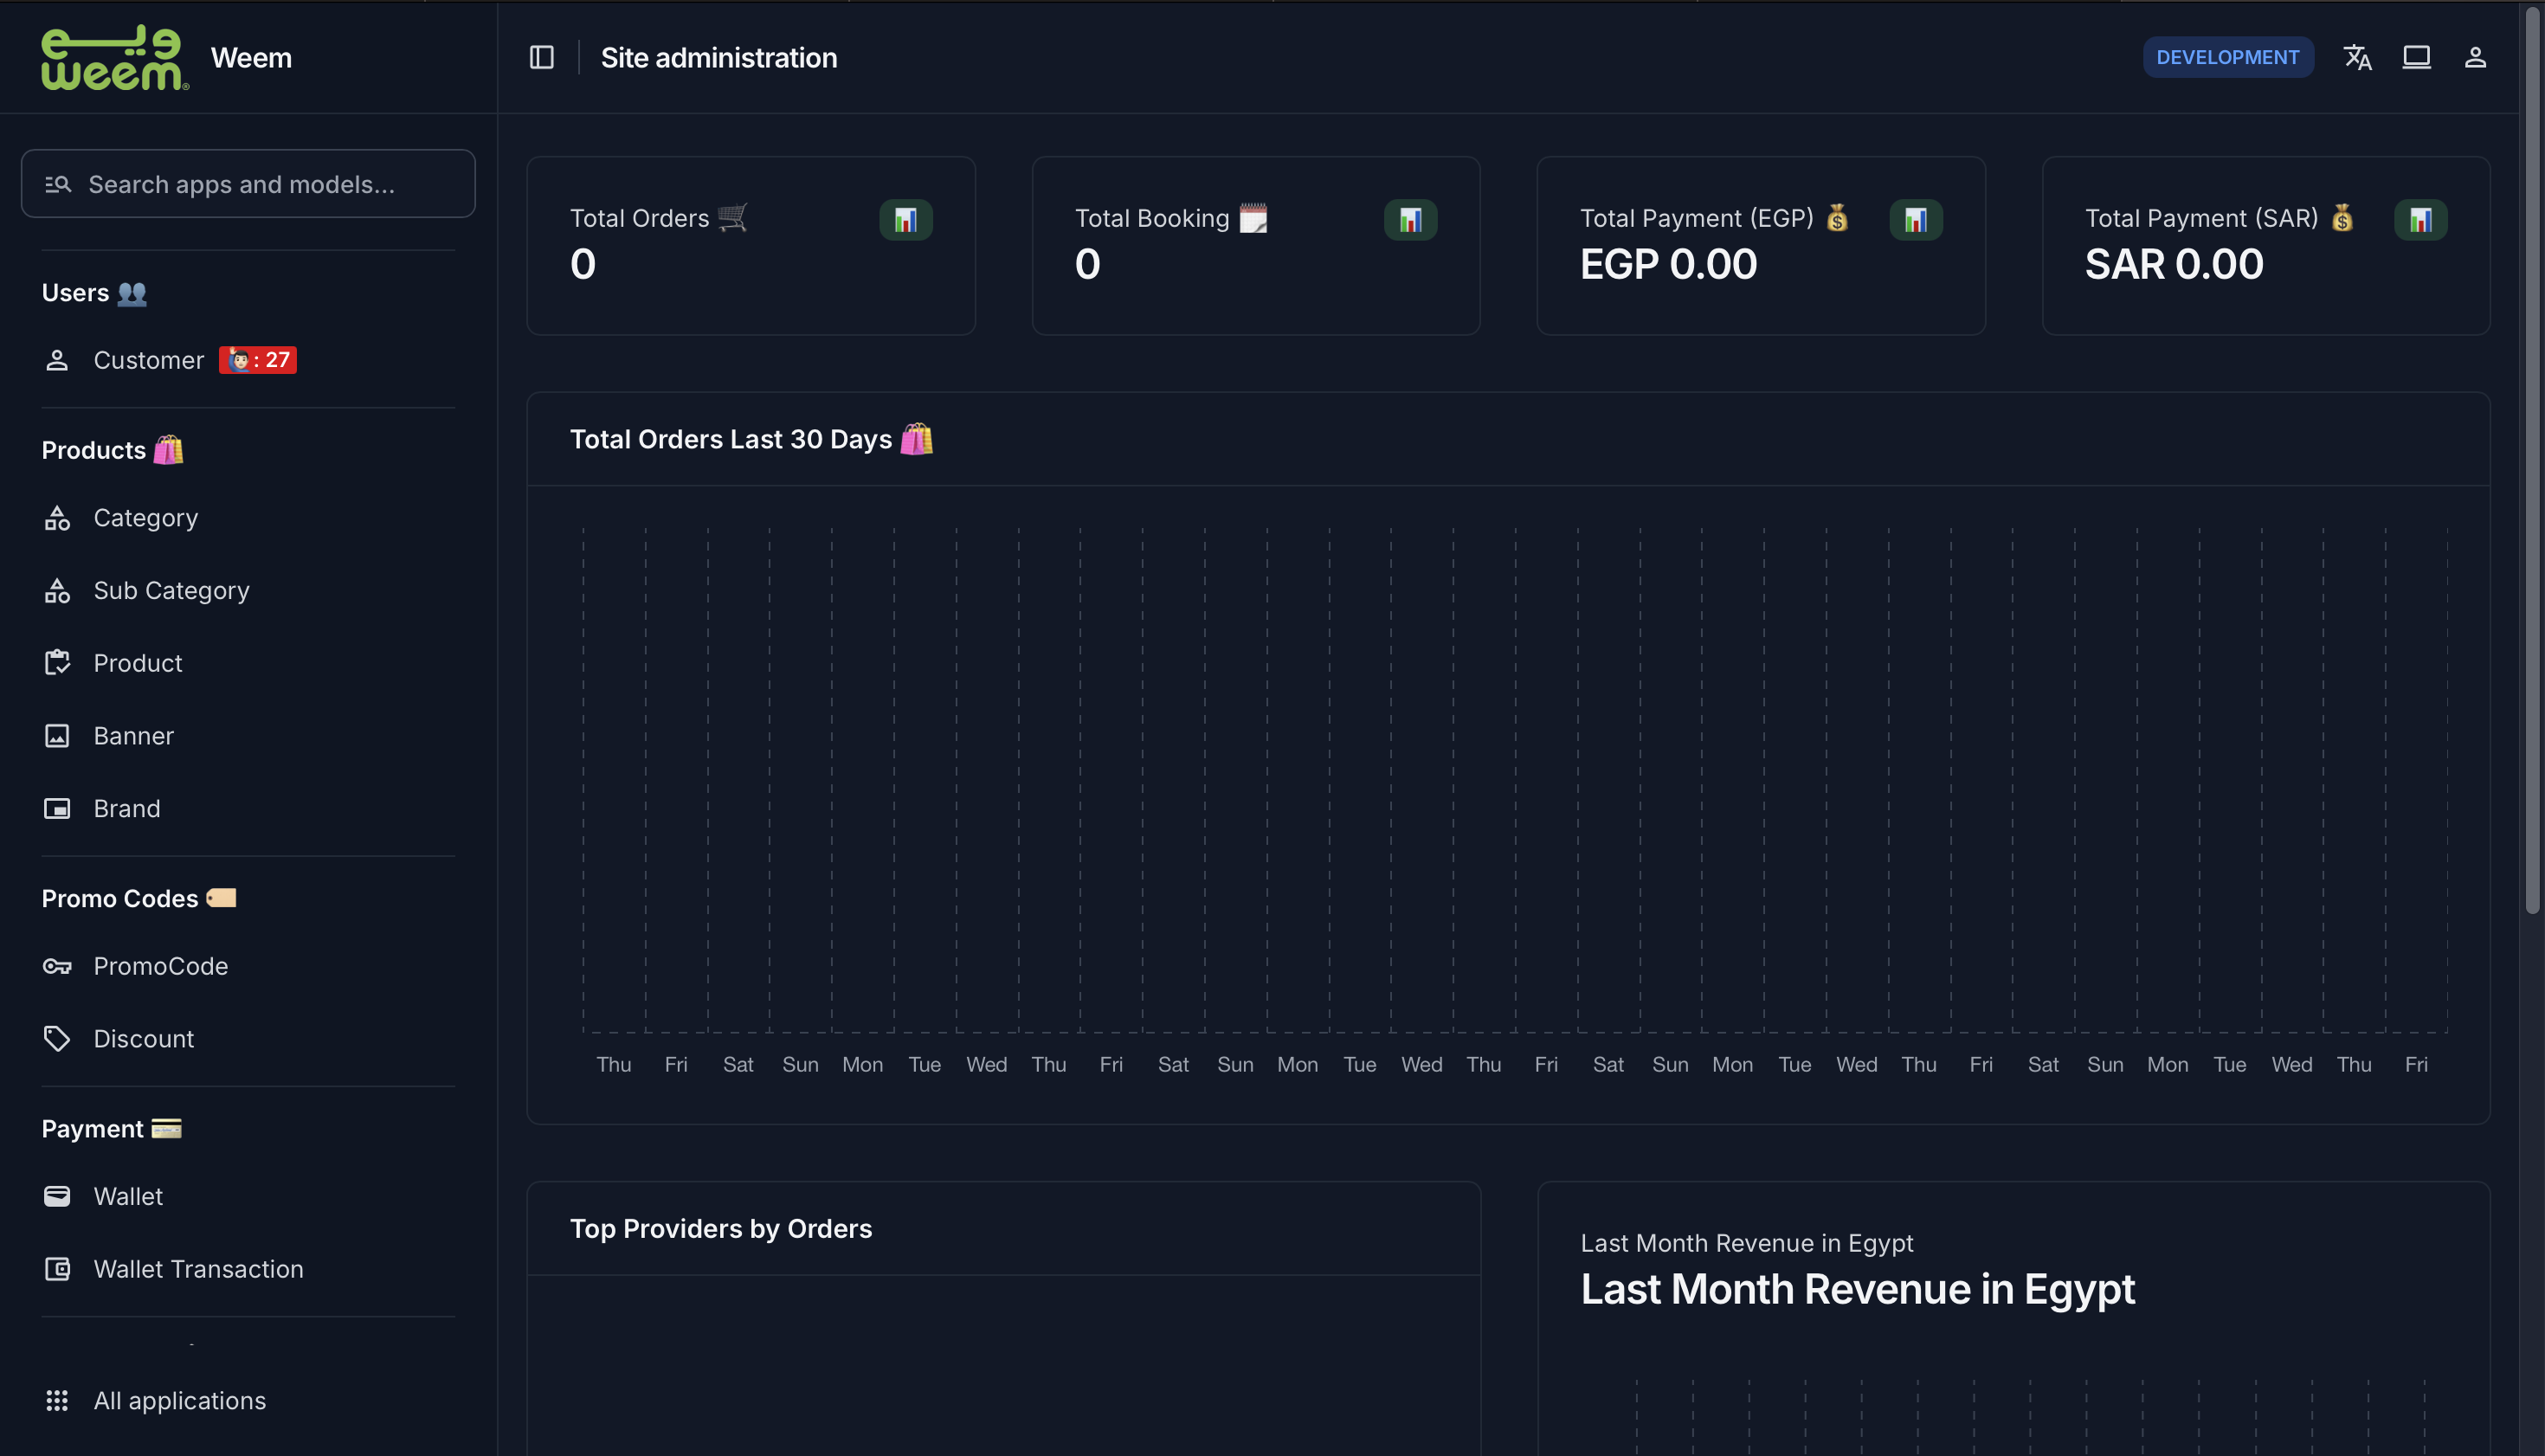 ويم
weem
Weem
Site administration
DEVELOPMENT
Search apps and models...
Users 👥
Customer 🙋🏻‍♂️: 27
Products 🛍️
Category
Sub Category
Product
Banner
Brand
Promo Codes 🏷️
PromoCode
Discount
Payment 💳
Wallet
Wallet Transaction
All applications
Total Orders 🛒
0
Total Booking 🗓️
0
Total Payment (EGP) 💰
EGP 0.00
Total Payment (SAR) 💰
SAR 0.00
Total Orders Last 30 Days 🛍️
Thu Fri Sat Sun Mon Tue Wed Thu Fri Sat Sun Mon Tue Wed Thu Fri Sat Sun Mon Tue Wed Thu Fri Sat Sun Mon Tue Wed Thu Fri
Top Providers by Orders
Last Month Revenue in Egypt
Last Month Revenue in Egypt